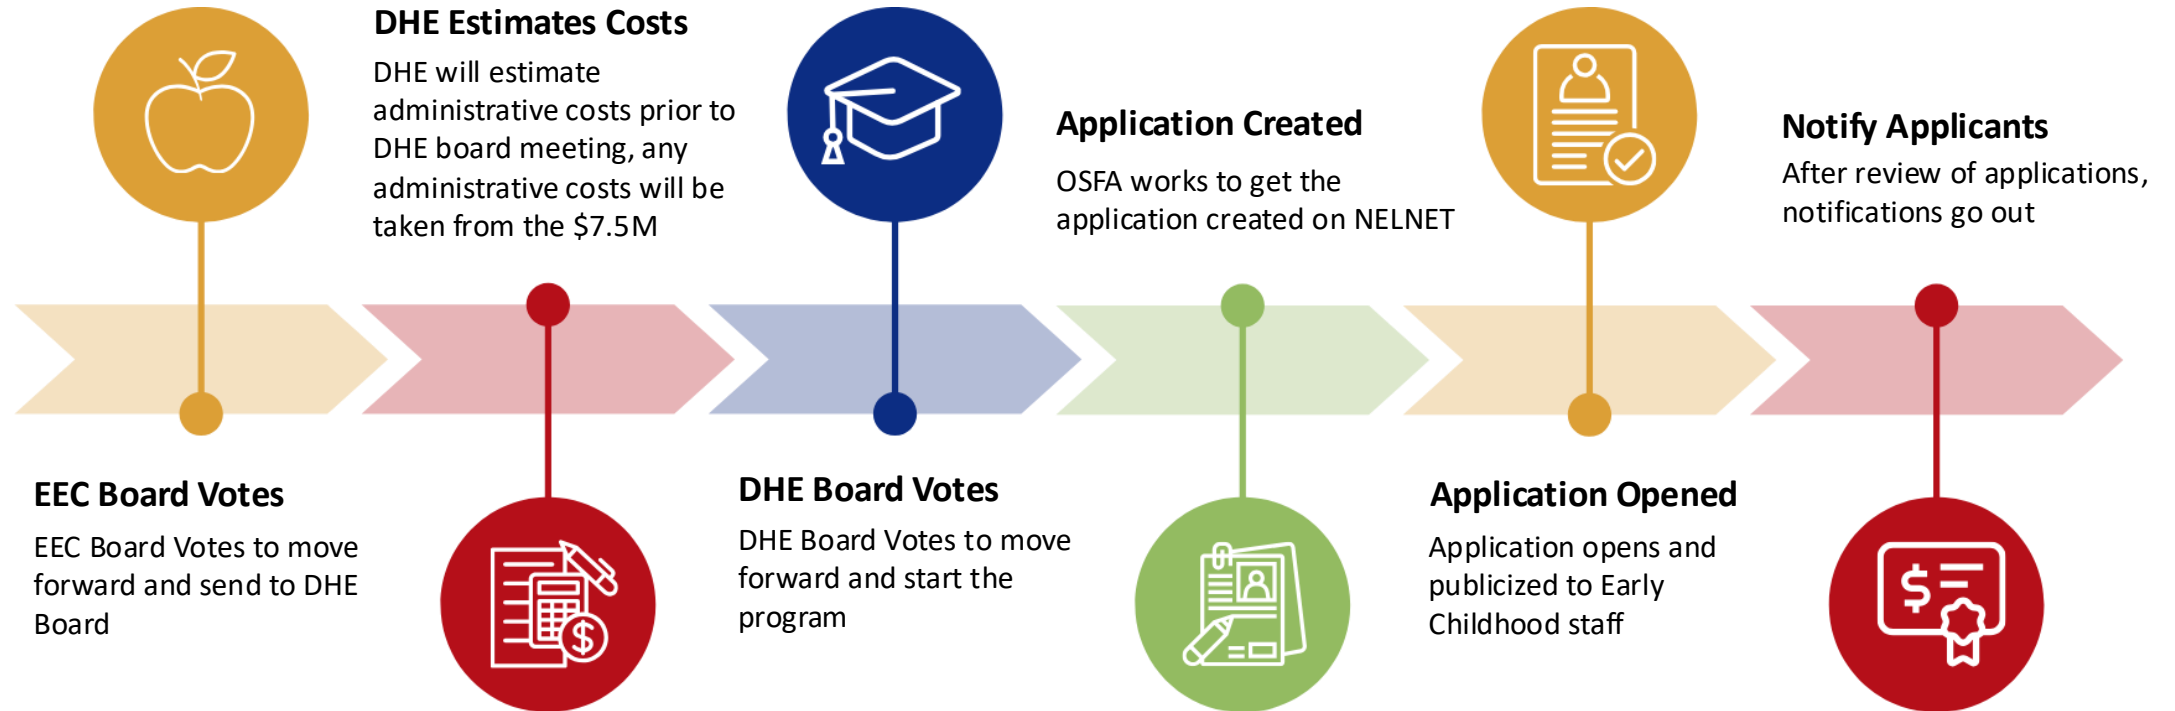 EEC Board Votes
EEC Board Votes to move
forward and send to DHE
Board
DHE Estimates Costs
DHE will estimate
administrative costs prior to
DHE board meeting, any
administrative costs will be
taken from the $7.5M
DHE Board Votes
DHE Board Votes to move
forward and start the
program
Application Created
OSFA works to get the
application created on NELNET
Application Opened
Application opens and
publicized to Early
Childhood staff
Notify Applicants
After review of applications,
notifications go out